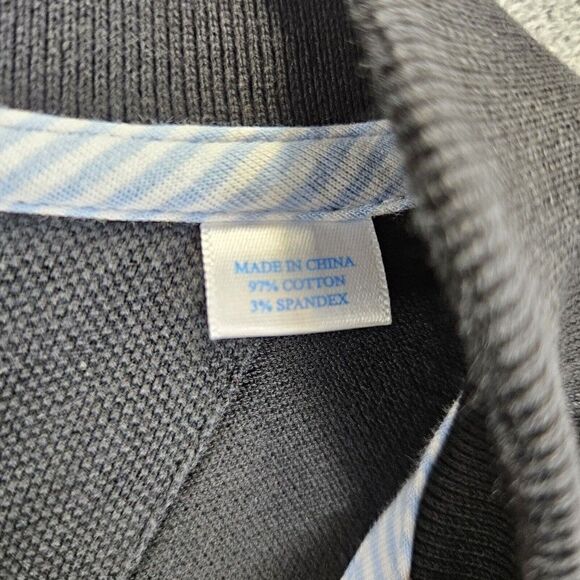 MADE IN CHINA
97% COTTON
3% SPANDEX